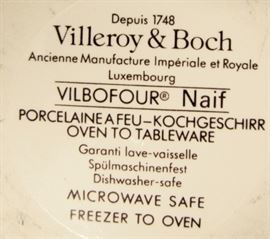 Depuis 1748
Villeroy & Boch
Ancienne Manufacture Impériale et Royale
Luxembourg
VILBOFOUR® Naif
PORCELAINE A FEU-KOCHGESCHIRR
OVEN TO TABLEWARE
Garanti lave-vaisselle
Spülmaschinenfest
Dishwasher-safe
MICROWAVE SAFE
FREEZER TO OVEN